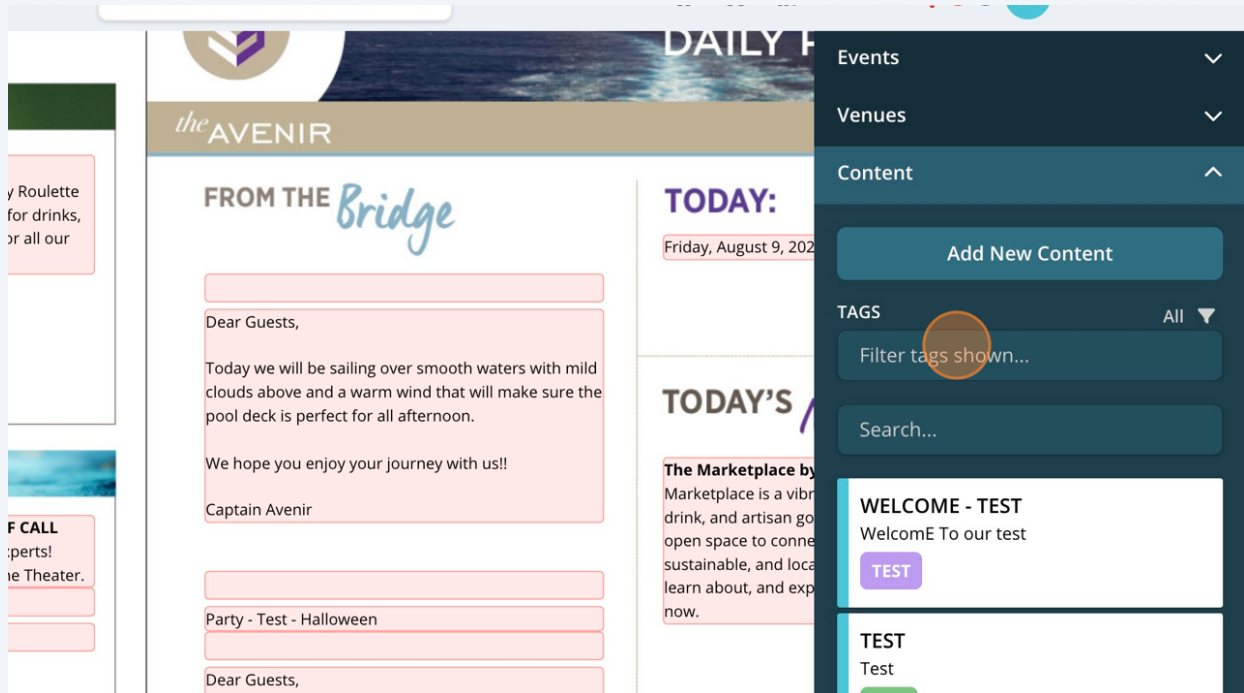 y Roulette
for drinks,
or all our
F CALL
xperts!
he Theater.
DAILY
the AVENIR
FROM THE Bridge
Dear Guests,
Today we will be sailing over smooth waters with mild
clouds above and a warm wind that will make sure the
pool deck is perfect for all afternoon.
We hope you enjoy your journey with us!!
Captain Avenir
Party - Test - Halloween
Dear Guests,
TODAY:
Friday, August 9, 202
TODAY'S
The Marketplace by
Marketplace is a vibr
drink, and artisan go
open space to conne
sustainable, and loca
learn about, and exp
now.
Events
Venues
Content
Add New Content
TAGS
All
Filter tags shown...
Search...
WELCOME - TEST
WelcomE To our test
TEST
TEST
Test